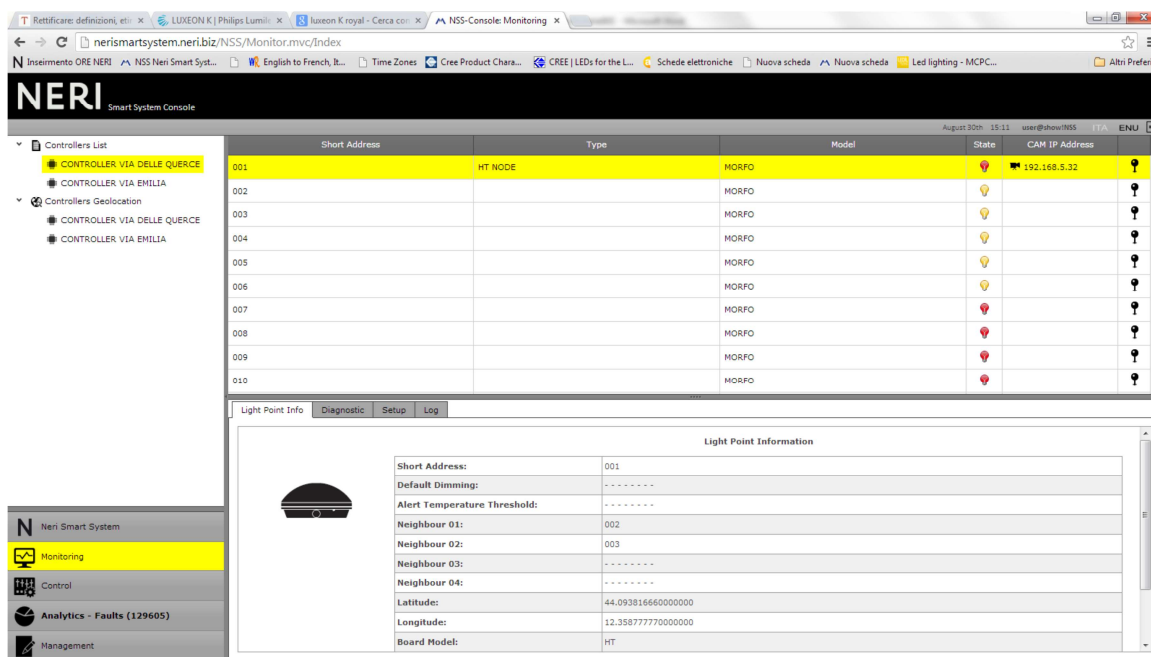 Rettificare: definizioni, eti
LUXEON K | Philips Lumile
luxeon K royal - Cerca con
NSS-Console: Monitoring
nerismartsystem.neri.biz/NSS/Monitor.mvc/Index
Inseirmento ORE NERI NSS Neri Smart Syst... English to French, It... Time Zones Cree Product Chara... CREE | LEDs for the L... Schede elettroniche Nuova scheda Nuova scheda Led lighting - MCPC... Altri Preferi
NERI Smart System Console
August 30th 15:11 user@showINSS ITA ENU
Controllers List
CONTROLLER VIA DELLE QUERCE
CONTROLLER VIA EMILIA
Controllers Geolocation
CONTROLLER VIA DELLE QUERCE
CONTROLLER VIA EMILIA
Neri Smart System
Monitoring
Control
Analytics - Faults (129605)
Management
Short Address Type Model State CAM IP Address
001 HT NODE MORFO 192.168.5.32
002 MORFO
003 MORFO
004 MORFO
005 MORFO
006 MORFO
007 MORFO
008 MORFO
009 MORFO
010 MORFO
Light Point Info Diagnostic Setup Log
Light Point Information
Short Address: 001
Default Dimming: - - - - - - - -
Alert Temperature Threshold: - - - - - - - -
Neighbour 01: 002
Neighbour 02: 003
Neighbour 03: - - - - - - - -
Neighbour 04: - - - - - - - -
Latitude: 44.093816660000000
Longitude: 12.358777770000000
Board Model: HT